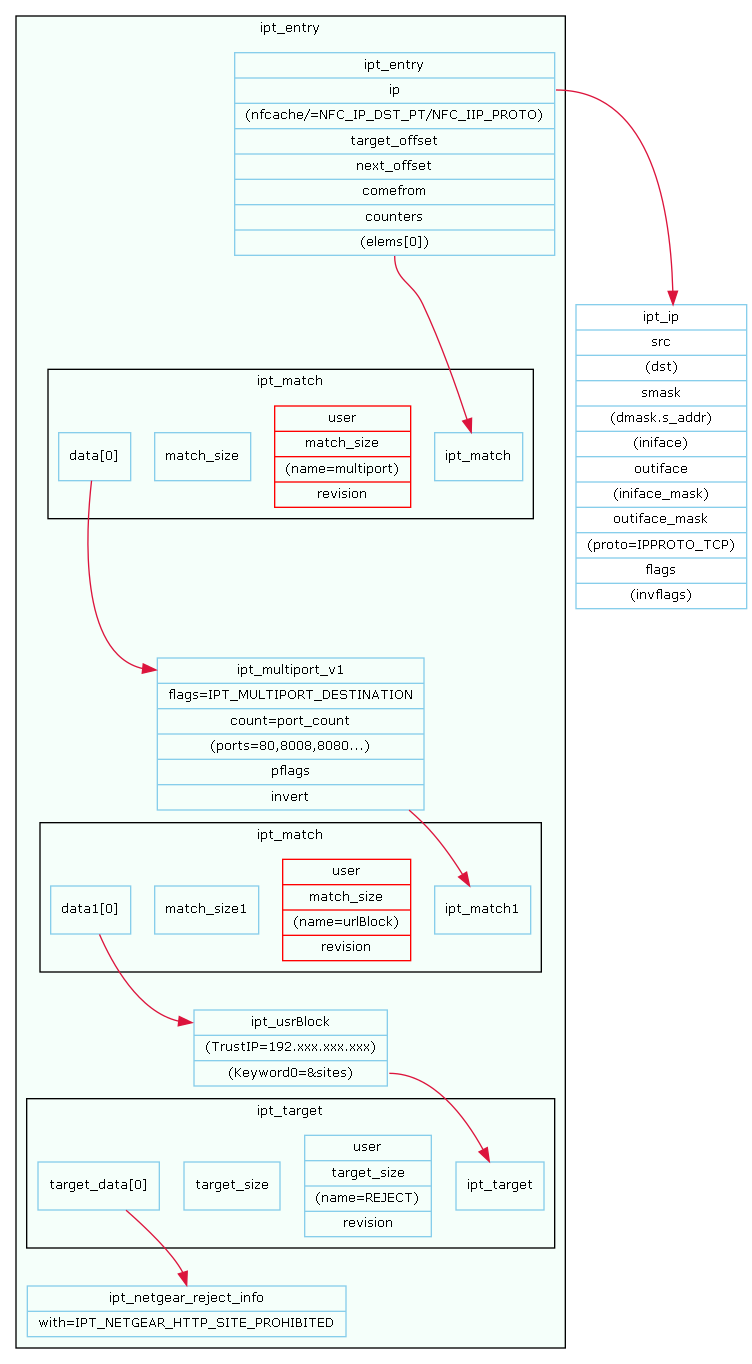 ipt_entry
ipt_entry
ip
(nfcache/=NFC_IP_DST_PT/NFC_IIP_PROTO)
target_offset
next_offset
comefrom
counters
(elems[0])
ipt_ip
src
(dst)
smask
(dmask.s_addr)
(iniface)
outiface
(iniface_mask)
outiface_mask
(proto=IPPROTO_TCP)
flags
(invflags)
ipt_match
data[0]
match_size
user
match_size
(name=multiport)
revision
ipt_match
ipt_multiport_v1
flags=IPT_MULTIPORT_DESTINATION
count=port_count
(ports=80,8008,8080...)
pflags
invert
ipt_match
data1[0]
match_size1
user
match_size
(name=urlBlock)
revision
ipt_match1
ipt_usrBlock
(TrustIP=192.xxx.xxx.xxx)
(Keyword0=&sites)
ipt_target
target_data[0]
target_size
user
target_size
(name=REJECT)
revision
ipt_target
ipt_netgear_reject_info
with=IPT_NETGEAR_HTTP_SITE_PROHIBITED